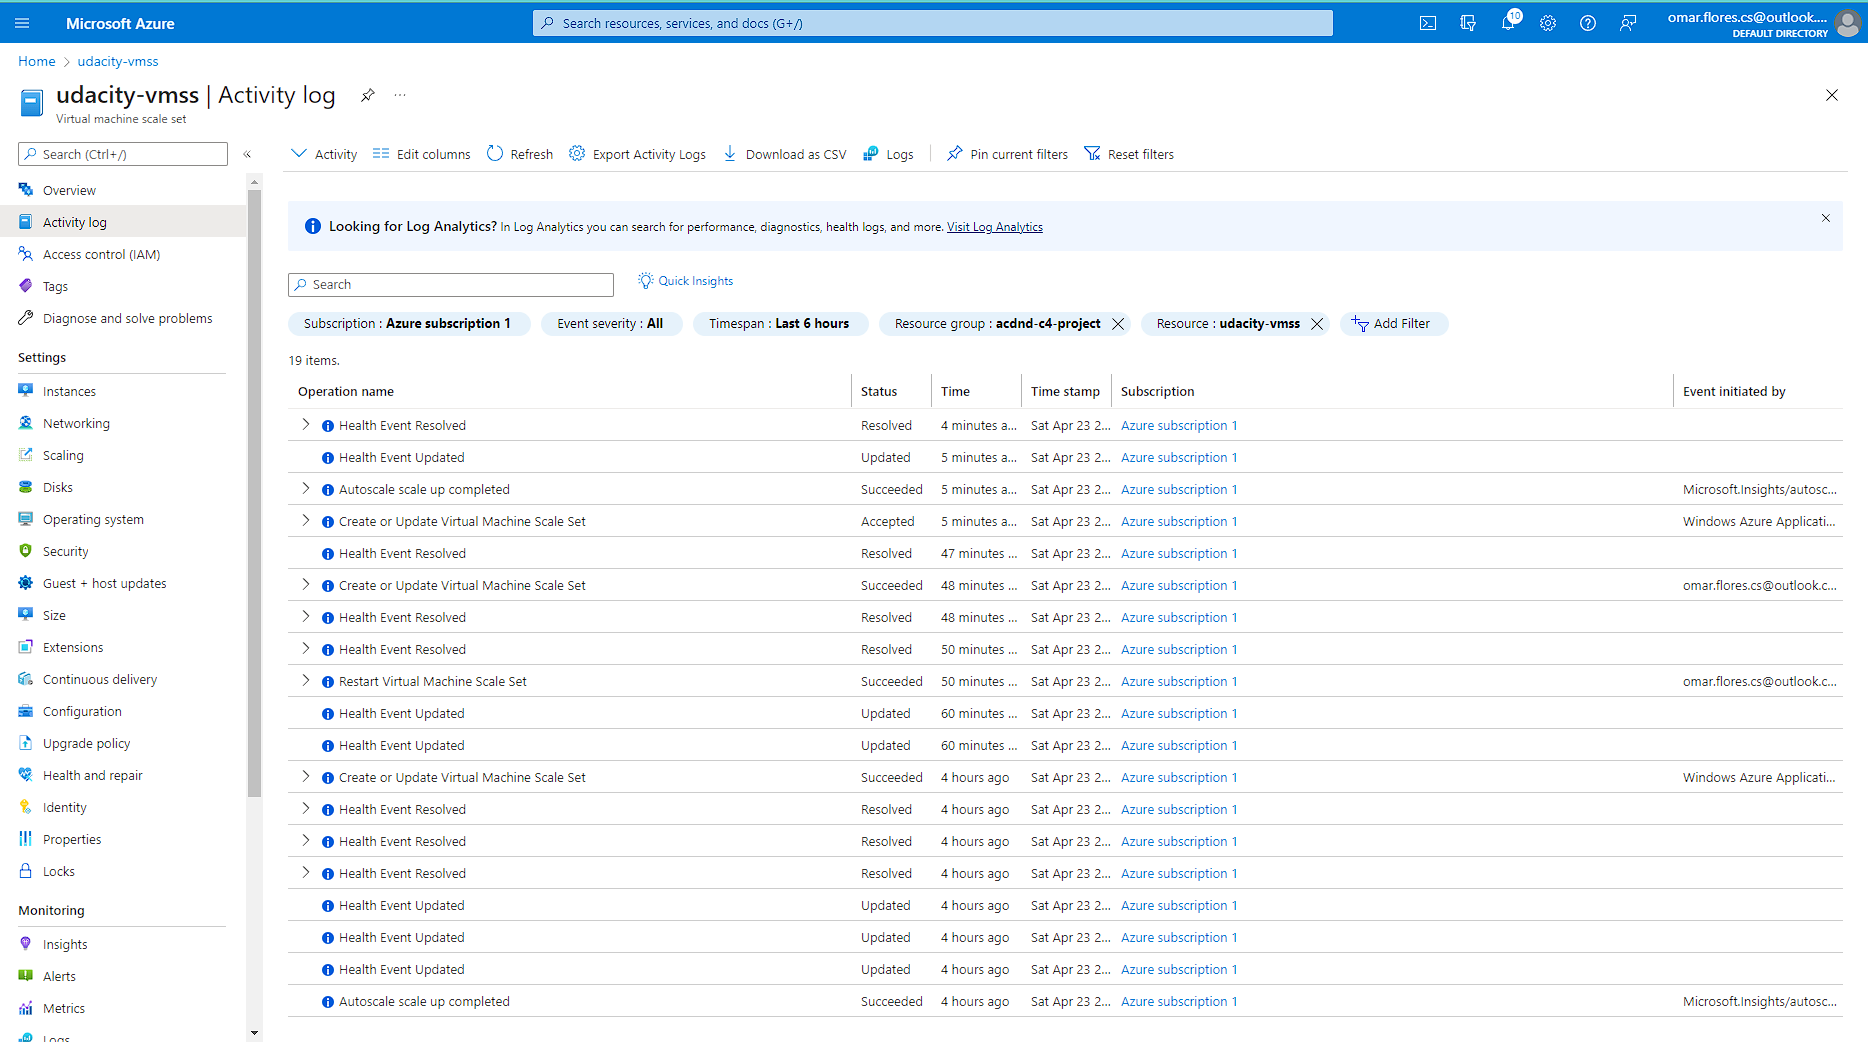 Microsoft Azure
Search resources, services, and docs (G+/)
10
omar.flores.cs@outlook....
DEFAULT DIRECTORY
Home > udacity-vmss
udacity-vmss | Activity log ...
Virtual machine scale set
Search (Ctrl+/) «
Activity Edit columns Refresh Export Activity Logs Download as CSV Logs Pin current filters Reset filters
Overview
Activity log
Access control (IAM)
Tags
Diagnose and solve problems
Settings
Instances
Networking
Scaling
Disks
Operating system
Security
Guest + host updates
Size
Extensions
Continuous delivery
Configuration
Upgrade policy
Health and repair
Identity
Properties
Locks
Monitoring
Insights
Alerts
Metrics
Logs
Looking for Log Analytics? In Log Analytics you can search for performance, diagnostics, health logs, and more. Visit Log Analytics
Search Quick Insights
Subscription : Azure subscription 1 Event severity : All Timespan : Last 6 hours Resource group : acdnd-c4-project Resource : udacity-vmss Add Filter
19 items.
Operation name Status Time Time stamp Subscription Event initiated by
Health Event Resolved Resolved 4 minutes a... Sat Apr 23 2... Azure subscription 1
Health Event Updated Updated 5 minutes a... Sat Apr 23 2... Azure subscription 1
Autoscale scale up completed Succeeded 5 minutes a... Sat Apr 23 2... Azure subscription 1 Microsoft.Insights/autosc...
Create or Update Virtual Machine Scale Set Accepted 5 minutes a... Sat Apr 23 2... Azure subscription 1 Windows Azure Applicati...
Health Event Resolved Resolved 47 minutes ... Sat Apr 23 2... Azure subscription 1
Create or Update Virtual Machine Scale Set Succeeded 48 minutes ... Sat Apr 23 2... Azure subscription 1 omar.flores.cs@outlook.c...
Health Event Resolved Resolved 48 minutes ... Sat Apr 23 2... Azure subscription 1
Health Event Resolved Resolved 50 minutes ... Sat Apr 23 2... Azure subscription 1
Restart Virtual Machine Scale Set Succeeded 50 minutes ... Sat Apr 23 2... Azure subscription 1 omar.flores.cs@outlook.c...
Health Event Updated Updated 60 minutes ... Sat Apr 23 2... Azure subscription 1
Health Event Updated Updated 60 minutes ... Sat Apr 23 2... Azure subscription 1
Create or Update Virtual Machine Scale Set Succeeded 4 hours ago Sat Apr 23 2... Azure subscription 1 Windows Azure Applicati...
Health Event Resolved Resolved 4 hours ago Sat Apr 23 2... Azure subscription 1
Health Event Resolved Resolved 4 hours ago Sat Apr 23 2... Azure subscription 1
Health Event Resolved Resolved 4 hours ago Sat Apr 23 2... Azure subscription 1
Health Event Updated Updated 4 hours ago Sat Apr 23 2... Azure subscription 1
Health Event Updated Updated 4 hours ago Sat Apr 23 2... Azure subscription 1
Health Event Updated Updated 4 hours ago Sat Apr 23 2... Azure subscription 1
Autoscale scale up completed Succeeded 4 hours ago Sat Apr 23 2... Azure subscription 1 Microsoft.Insights/autosc...